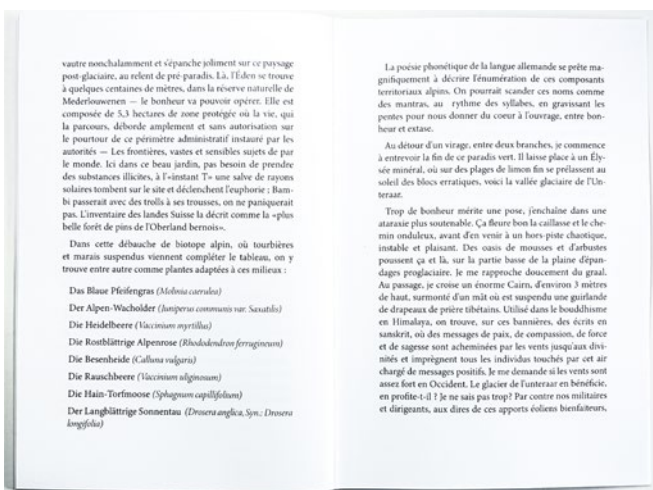 vautre nonchalamment et s'épanche joliment sur ce paysage
post-glaciaire, au relent de pré-paradis. Là, l'Éden se trouve
à quelques centaines de mètres, dans la réserve naturelle de
Mederlouwenen — le bonheur va pouvoir opérer. Elle est
composée de 5,3 hectares de zone protégée où la vie, qui
la parcours, déborde amplement et sans autorisation sur
le pourtour de ce périmètre administratif instauré par les
autorités — Les frontières, vastes et sensibles sujets de par
le monde. Ici dans ce beau jardin, pas besoin de prendre
des substances illicites, à l'«instant T» une salve de rayons
solaires tombent sur le site et déclenchent l'euphorie ; Bam-
bi passerait avec des trolls à ses trousses, on ne paniquerait
pas. L'inventaire des landes Suisse la décrit comme la «plus
belle forêt de pins de l'Oberland bernois».
Dans cette débauche de biotope alpin, où tourbières
et marais suspendus viennent compléter le tableau, on y
trouve entre autre comme plantes adaptées à ces milieux :
Das Blaue Pfeifengras (Molinia caerulea)
Der Alpen-Wacholder (Juniperus communis var. Saxatilis)
Die Heidelbeere (Vaccinium myrtillus)
Die Rostblättrige Alpenrose (Rhododendron ferrugineum)
Die Besenheide (Calluna vulgaris)
Die Rauschbeere (Vaccinium uliginosum)
Die Hain-Torfmoose (Sphagnum capillifolium)
Der Langblättrige Sonnentau (Drosera anglica, Syn.: Drosera
longifolia)
La poésie phonétique de la langue allemande se prête ma-
gnifiquement à décrire l'énumération de ces composants
territoriaux alpins. On pourrait scander ces noms comme
des mantras, au rythme des syllabes, en gravissant les
pentes pour nous donner du coeur à l'ouvrage, entre bon-
heur et extase.
Au détour d'un virage, entre deux branches, je commence
à entrevoir la fin de ce paradis vert. Il laisse place à un Ély-
sée minéral, où sur des plages de limon fin se prélassent au
soleil des blocs erratiques, voici la vallée glaciaire de l'Un-
teraar.
Trop de bonheur mérite une pose, j'enchaîne dans une
ataraxie plus soutenable. Ça fleure bon la caillasse et le che-
min onduleux, avant d'en venir à un hors-piste chaotique,
instable et plaisant. Des oasis de mousses et d'arbustes
poussent ça et là, sur la partie basse de la plaine d'épan-
dages proglaciaire. Je me rapproche doucement du graal.
Au passage, je croise un énorme Cairn, d'environ 3 mètres
de haut, surmonté d'un mât où est suspendu une guirlande
de drapeaux de prière tibétains. Utilisé dans le bouddhisme
en Himalaya, on trouve, sur ces bannières, des écrits en
sanskrit, où des messages de paix, de compassion, de force
et de sagesse sont acheminées par les vents jusqu'aux divi-
nités et imprègnent tous les individus touchés par cet air
chargé de messages positifs. Je me demande si les vents sont
assez fort en Occident. Le glacier de l'unteraar en bénéficie,
en profite-t-il ? Je ne sais pas trop? Par contre nos militaires
et dirigeants, aux dires de ces apports éoliens bienfaiteurs,